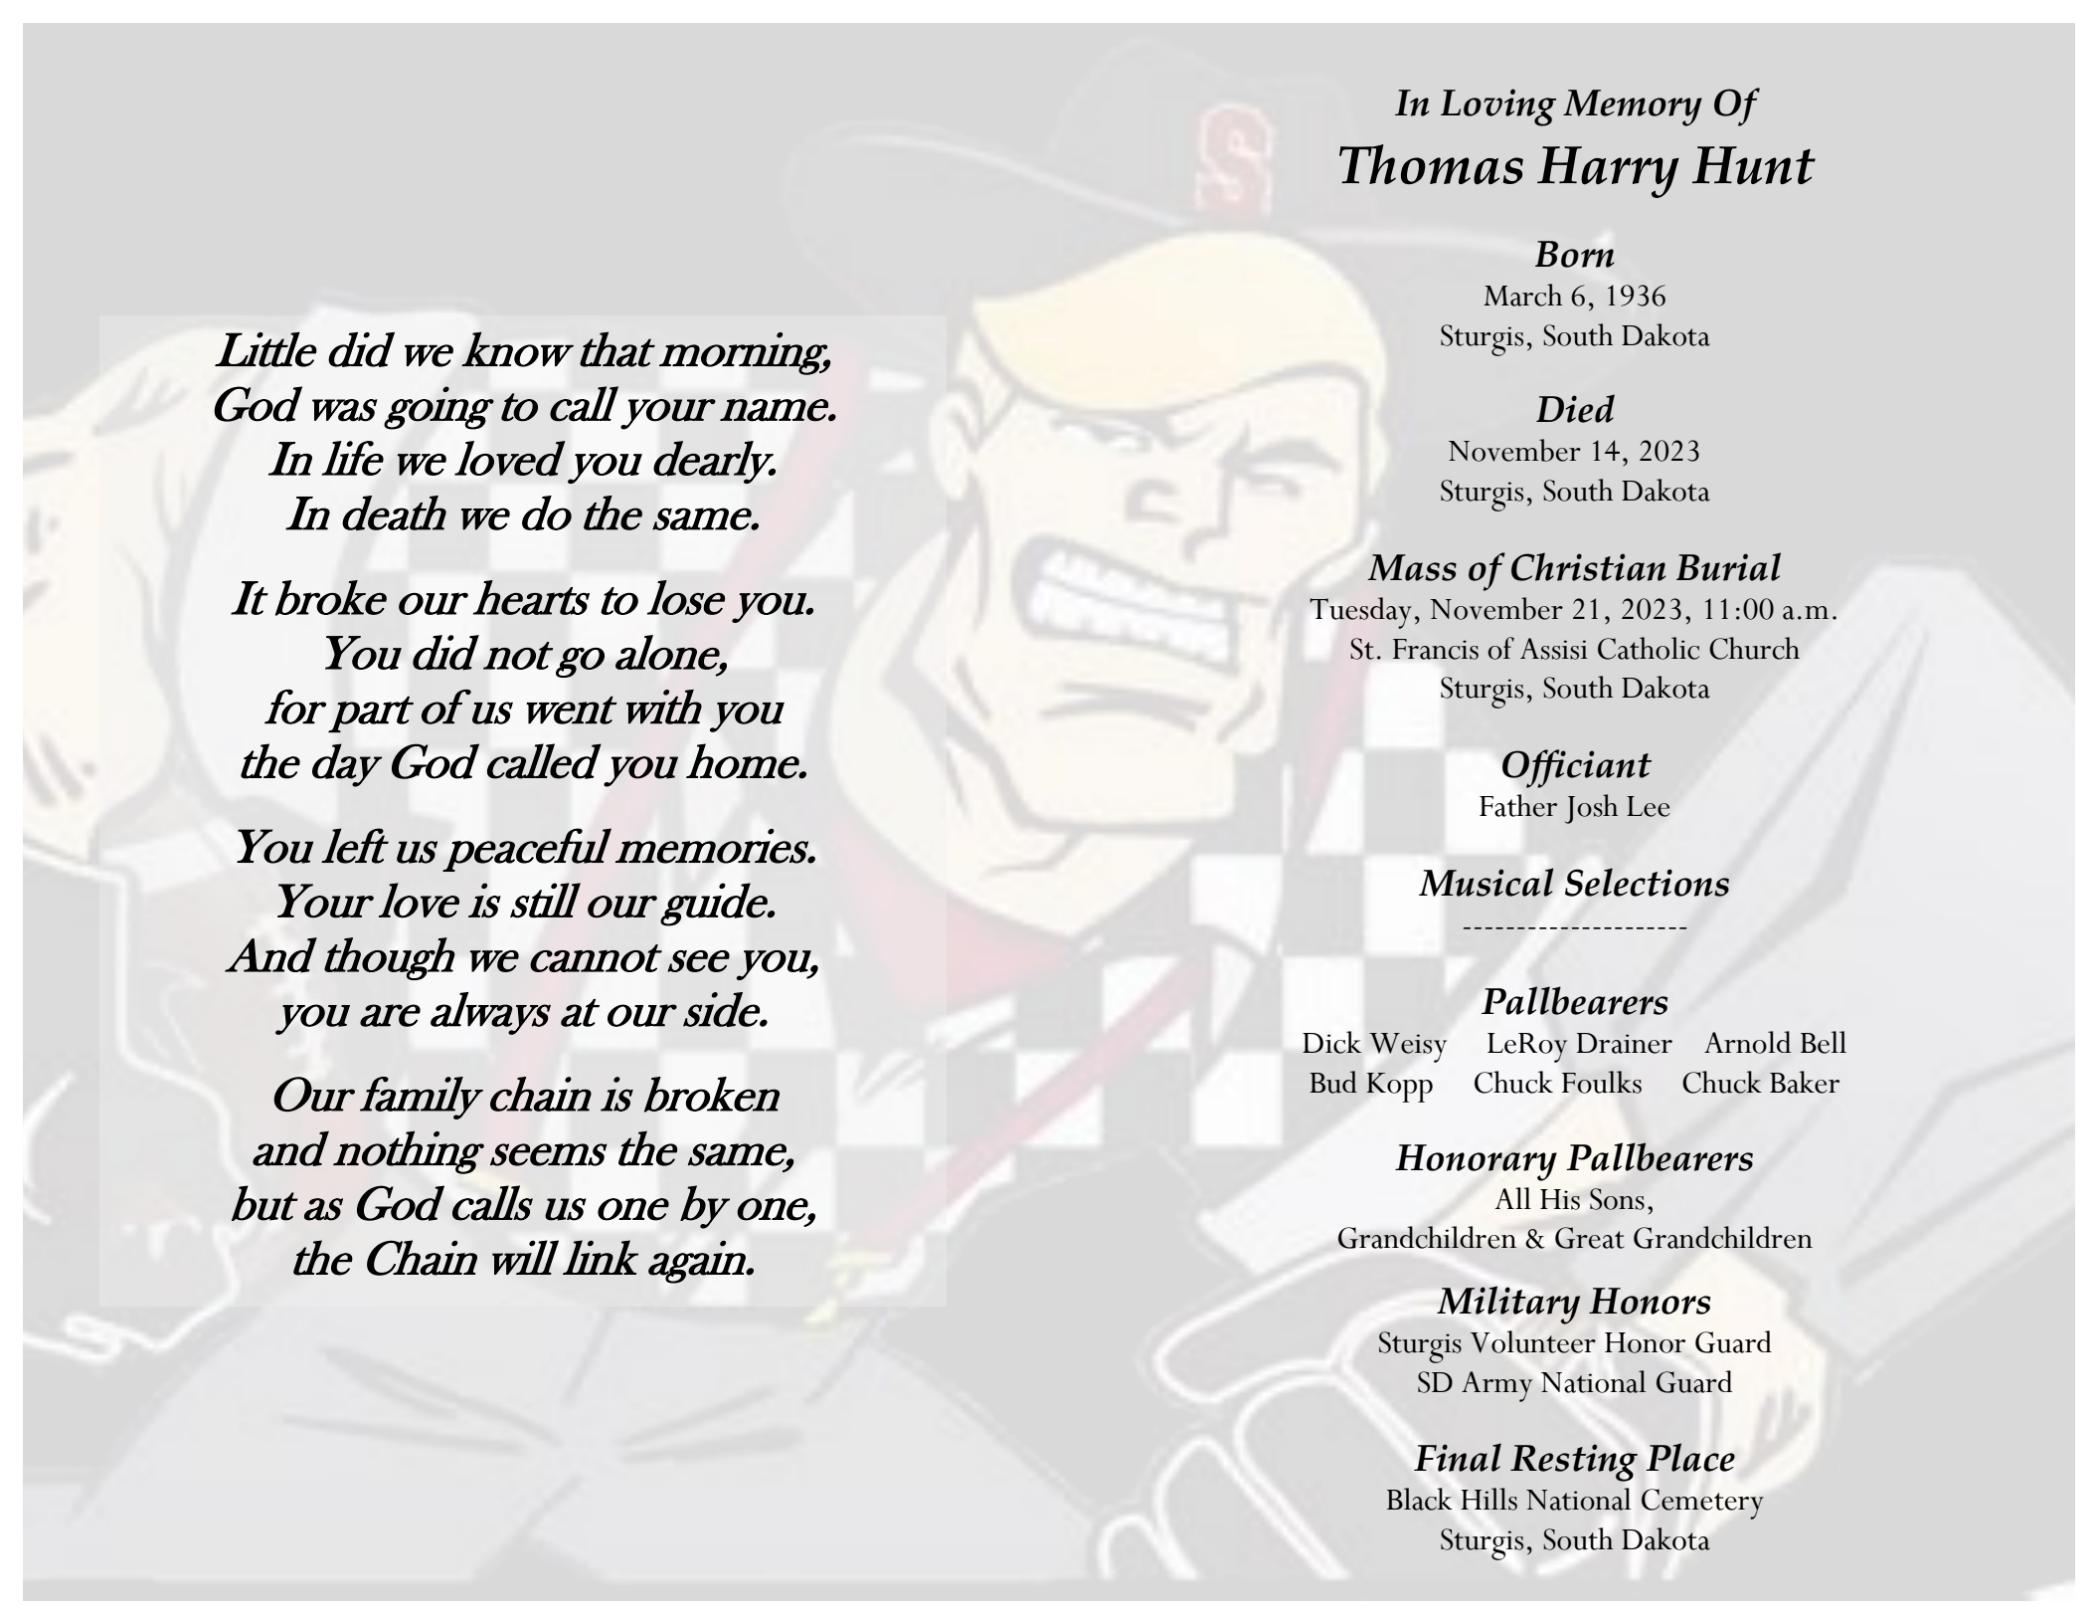 Little did we know that morning,
God was going to call your name.
In life we loved you dearly.
In death we do the same.
It broke our hearts to lose you.
You did not go alone,
for part of us went with you
the day God called you home.
You left us peaceful memories.
Your love is still our guide.
And though we cannot see you,
you are always at our side.
Our family chain is broken
and nothing seems the same,
but as God calls us one by one,
the Chain will link again.
S
In Loving Memory Of
Thomas Harry Hunt
Born
March 6, 1936
Sturgis, South Dakota
Died
November 14, 2023
Sturgis, South Dakota
Mass of Christian Burial
Tuesday, November 21, 2023, 11:00 a.m.
St. Francis of Assisi Catholic Church
Sturgis, South Dakota
Officiant
Father Josh Lee
Musical Selections
---------------------
Pallbearers
Dick Weisy LeRoy Drainer Arnold Bell
Bud Kopp Chuck Foulks Chuck Baker
Honorary Pallbearers
All His Sons,
Grandchildren & Great Grandchildren
Military Honors
Sturgis Volunteer Honor Guard
SD Army National Guard
Final Resting Place
Black Hills National Cemetery
Sturgis, South Dakota